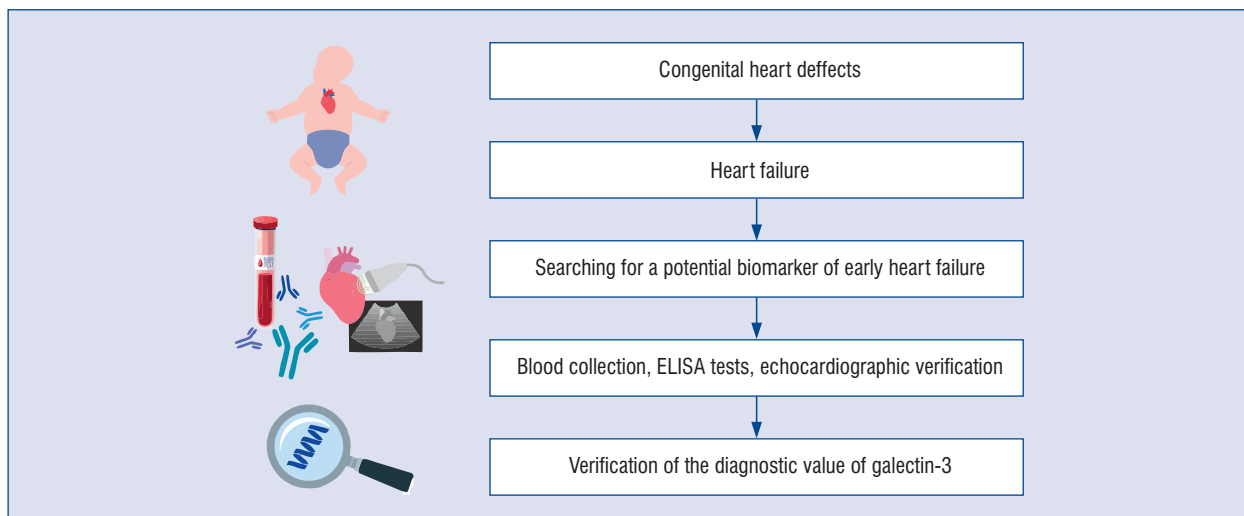 Congenital heart deffects
Heart failure
Searching for a potential biomarker of early heart failure
Blood collection, ELISA tests, echocardiographic verification
Verification of the diagnostic value of galectin-3